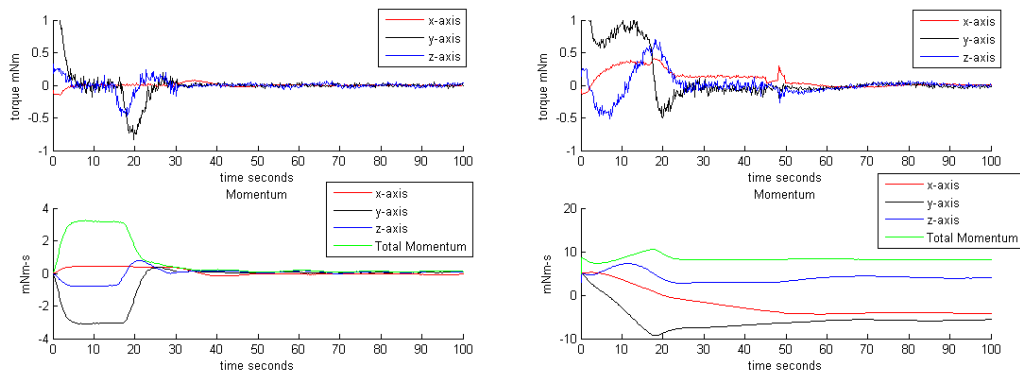 1
0.5
0
-0.5
-1
torque mNm
0 10 20 30 40 50 60 70 80 90 100
time seconds
x-axis
y-axis
z-axis
Momentum
4
2
0
-2
-4
mNm-s
0 10 20 30 40 50 60 70 80 90 100
time seconds
x-axis
y-axis
z-axis
Total Momentum
1
0.5
0
-0.5
-1
torque mNm
0 10 20 30 40 50 60 70 80 90 100
time seconds
x-axis
y-axis
z-axis
Momentum
20
10
0
-10
mNm-s
0 10 20 30 40 50 60 70 80 90 100
time seconds
x-axis
y-axis
z-axis
Total Momentum